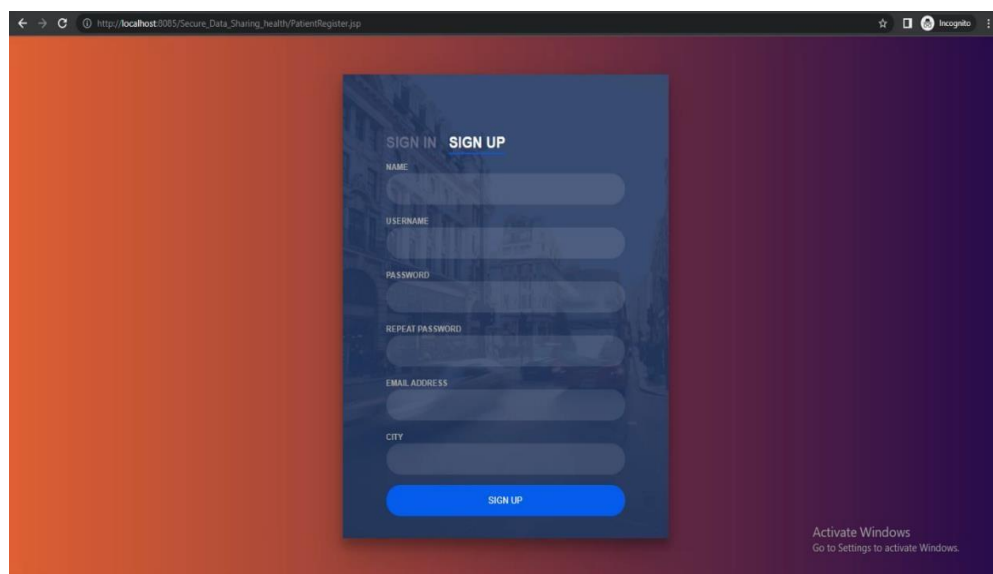 http://localhost:8085/Secure_Data_Sharing_health/PatientRegister.jsp
Incognito
SIGN IN SIGN UP
NAME
USERNAME
PASSWORD
REPEAT PASSWORD
EMAIL ADDRESS
CITY
SIGN UP
Activate Windows
Go to Settings to activate Windows.